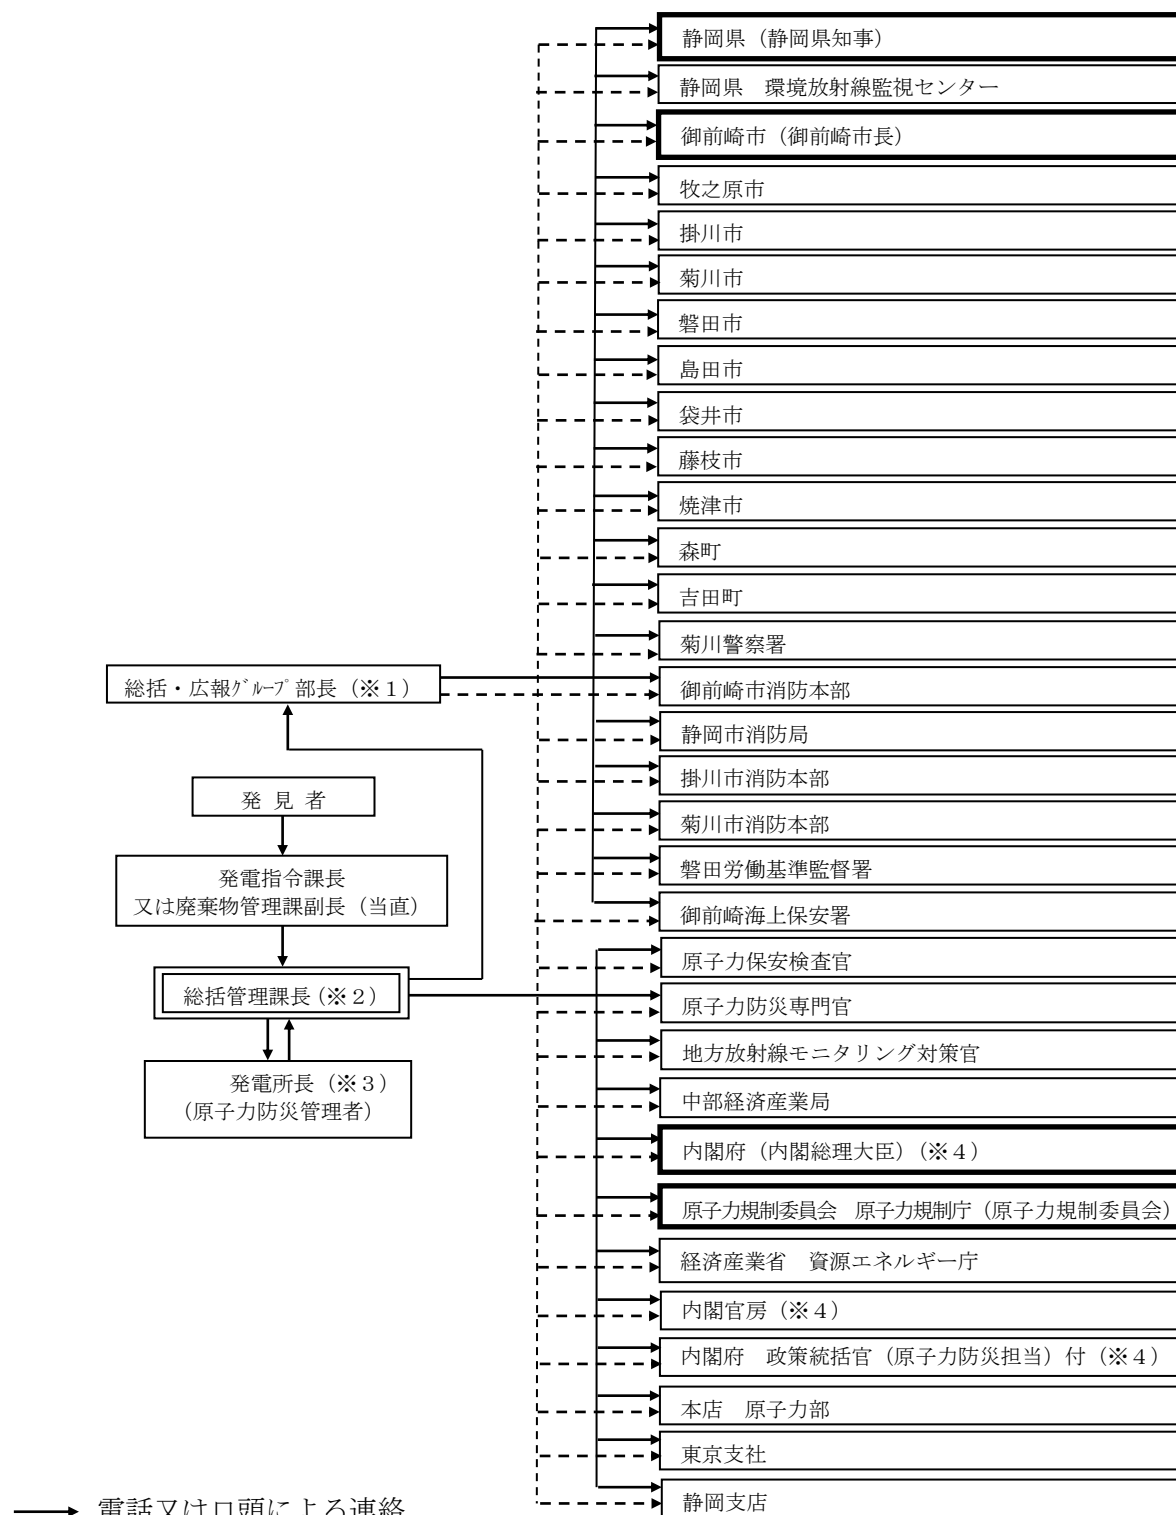 静岡県（静岡県知事）
静岡県　環境放射線監視センター
御前崎市（御前崎市長）
牧之原市
掛川市
菊川市
磐田市
島田市
袋井市
藤枝市
焼津市
森町
吉田町
菊川警察署
総括・広報ｸﾞﾙｰﾌﾟ部長（※１）
御前崎市消防本部
静岡市消防局
掛川市消防本部
発 見 者
菊川市消防本部
発電指令課長
又は廃棄物管理課副長（当直）
磐田労働基準監督署
御前崎海上保安署
原子力保安検査官
総括管理課長（※２）
原子力防災専門官
地方放射線モニタリング対策官
発電所長（※３）
（原子力防災管理者）
中部経済産業局
内閣府（内閣総理大臣）（※４）
原子力規制委員会　原子力規制庁（原子力規制委員会）
経済産業省　資源エネルギー庁
内閣官房（※４）
内閣府　政策統括官（原子力防災担当）付（※４）
本店　原子力部
東京支社
静岡支店
電話又は口頭による連絡